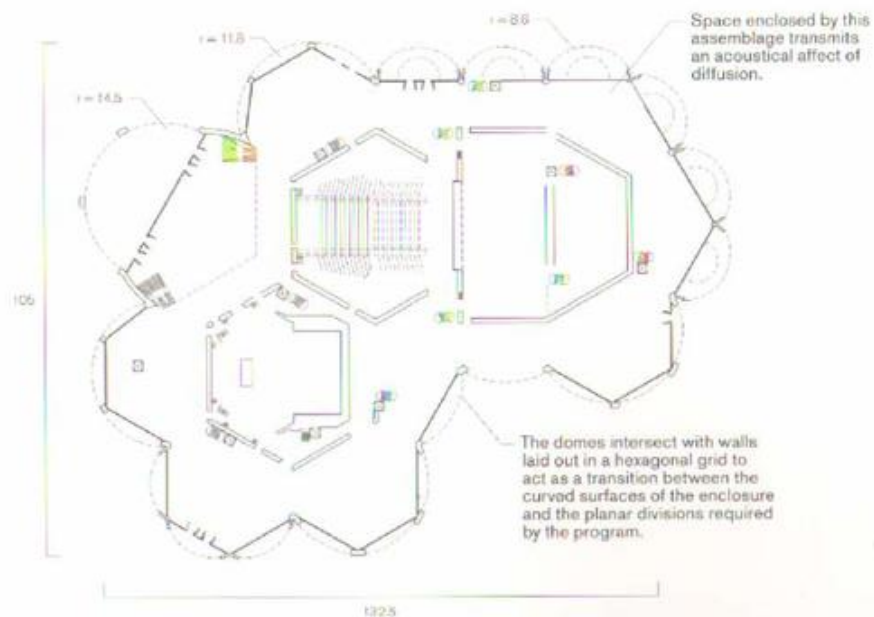 r = 8.8
r = 11.8
r = 14.5
Space enclosed by this
assemblage transmits
an acoustical affect of
diffusion.
105
The domes intersect with walls
laid out in a hexagonal grid to
act as a transition between the
curved surfaces of the enclosure
and the planar divisions required
by the program.
132.5